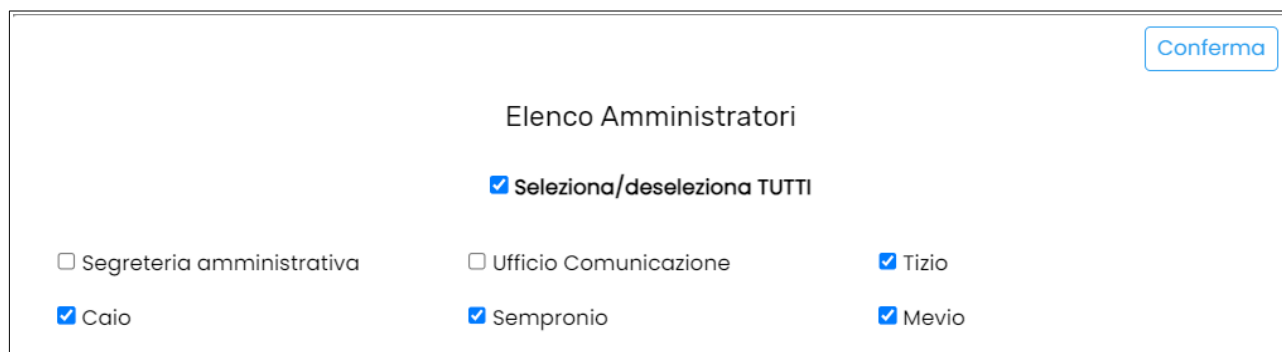 Conferma
Elenco Amministratori
Seleziona/deseleziona TUTTI
Segreteria amministrativa Ufficio Comunicazione Tizio
Caio Sempronio Mevio